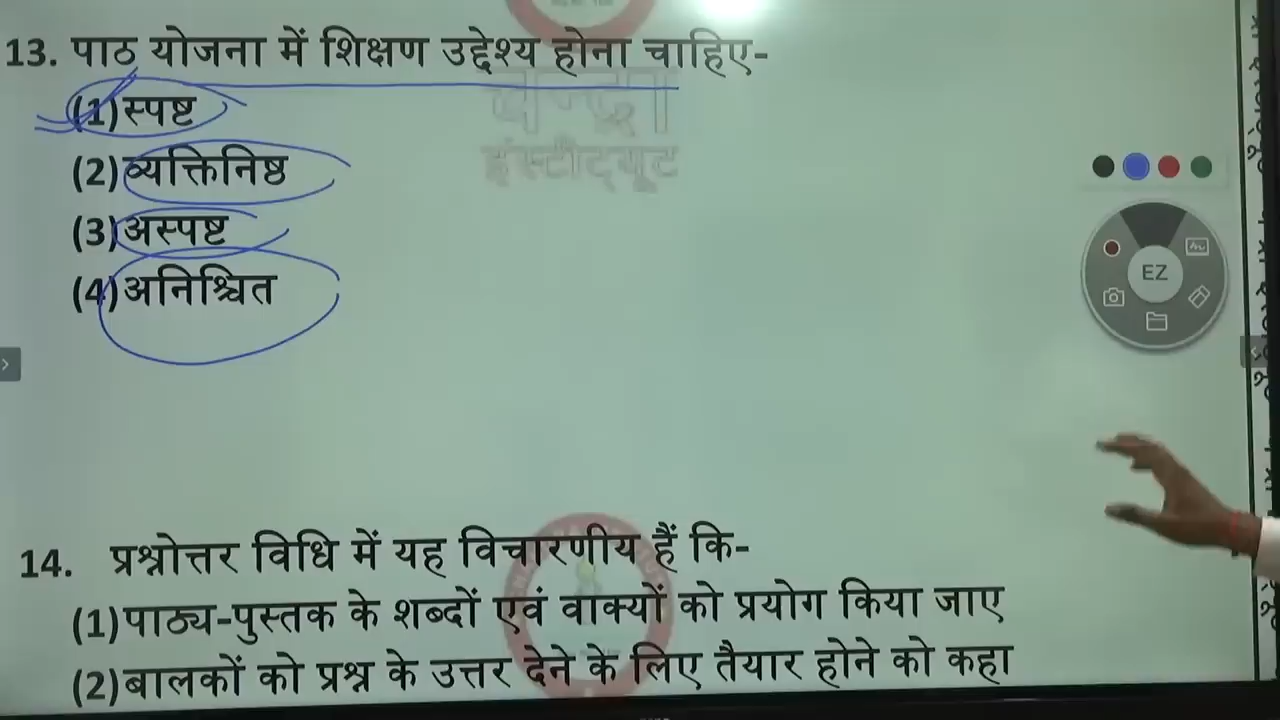 13. पाठ योजना में शिक्षण उद्देश्य होना चाहिए-
(1)स्पष्ट
(2)व्यक्तिनिष्ठ
(3)अस्पष्ट
(4)अनिश्चित
इंस्टीट्यूट
EZ
14. प्रश्नोत्तर विधि में यह विचारणीय हैं कि-
(1)पाठ्य-पुस्तक के शब्दों एवं वाक्यों को प्रयोग किया जाए
(2)बालकों को प्रश्न के उत्तर देने के लिए तैयार होने को कहा